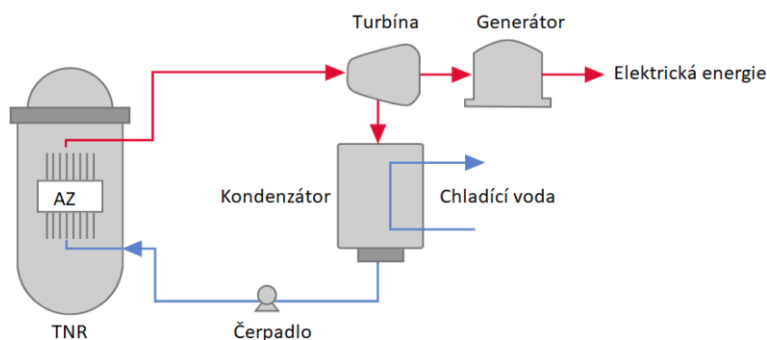 Turbína
Generátor
Elektrická energie
AZ
Kondenzátor
Chladící voda
TNR
Čerpadlo